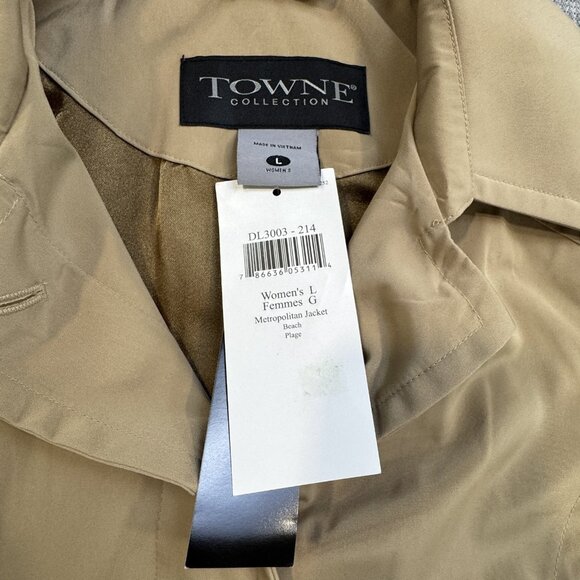 TOWNE®
COLLECTION
MADE IN VIETNAM
L
WOMEN'S
DL3003 - 214
7 86636 05311 4
Women's L
Femmes G
Metropolitan Jacket
Beach
Plage